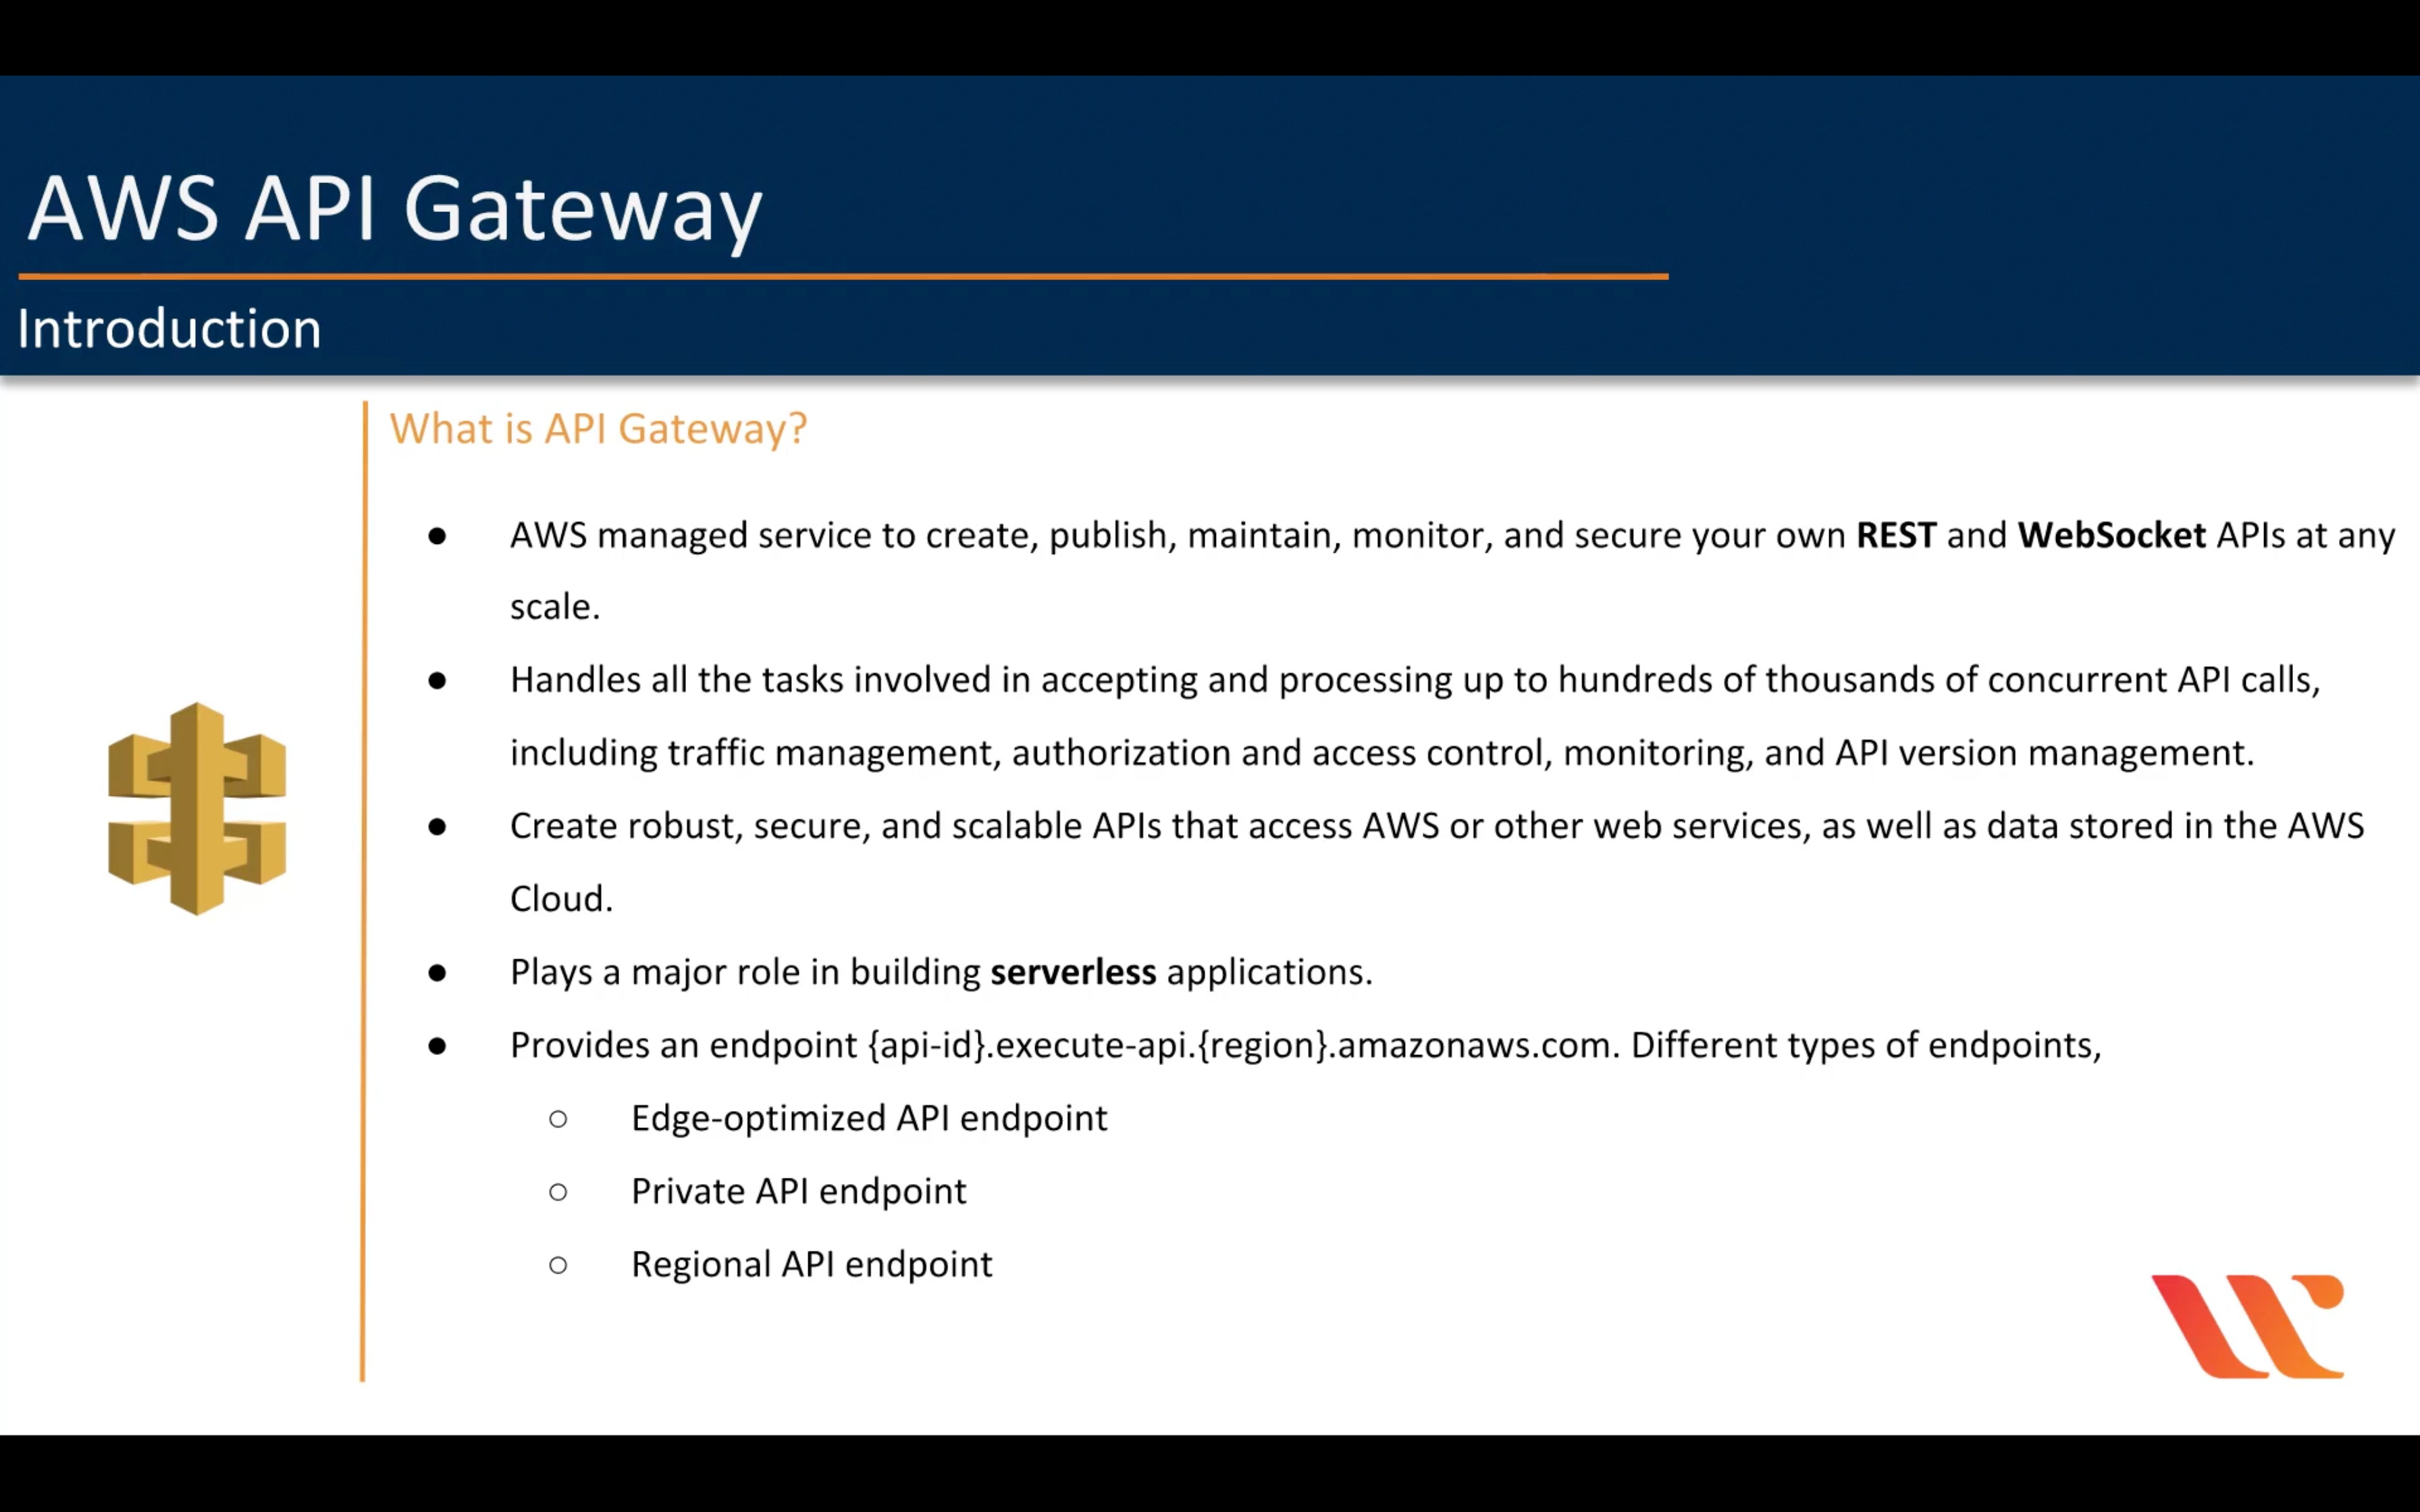 AWS API Gateway
Introduction
What is API Gateway?
● AWS managed service to create, publish, maintain, monitor, and secure your own REST and WebSocket APIs at any
scale.
● Handles all the tasks involved in accepting and processing up to hundreds of thousands of concurrent API calls,
including traffic management, authorization and access control, monitoring, and API version management.
● Create robust, secure, and scalable APIs that access AWS or other web services, as well as data stored in the AWS
Cloud.
● Plays a major role in building serverless applications.
● Provides an endpoint {api-id}.execute-api.{region}.amazonaws.com. Different types of endpoints,
○ Edge-optimized API endpoint
○ Private API endpoint
○ Regional API endpoint